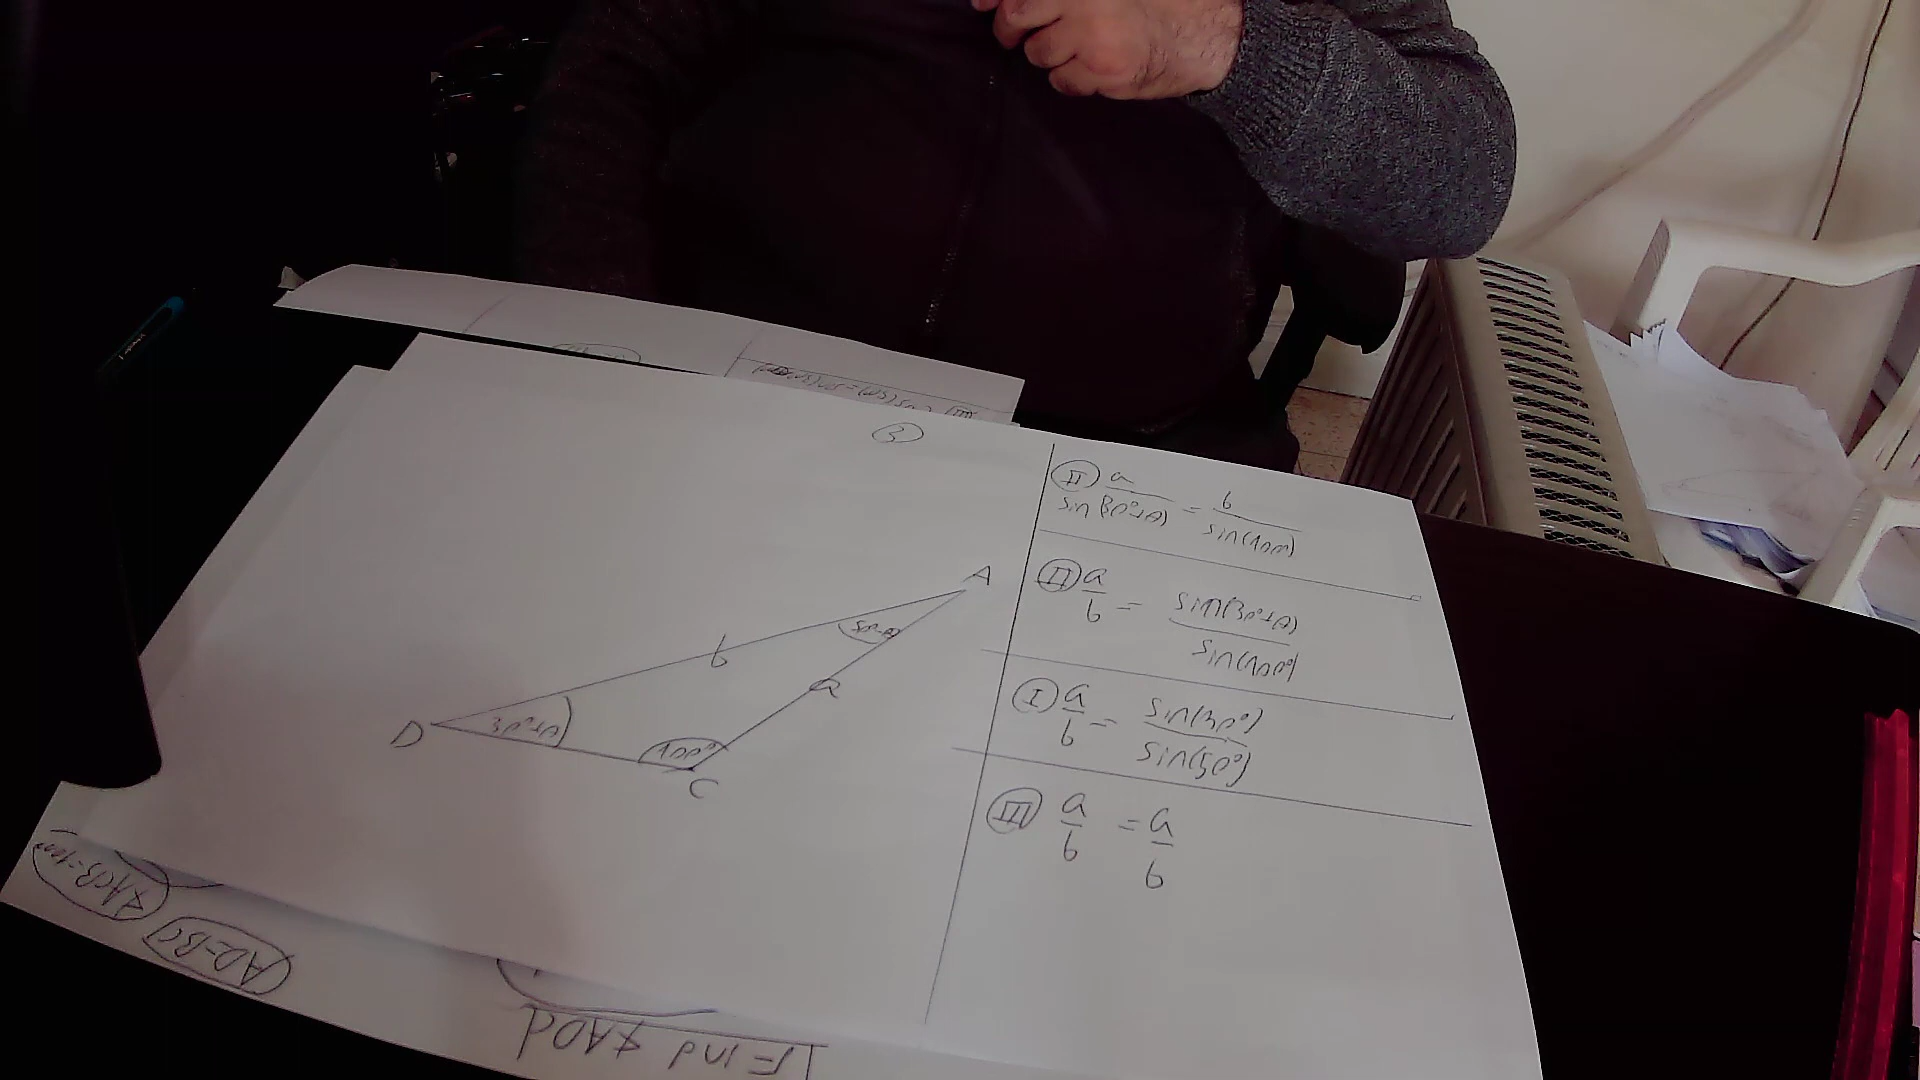 3
A
50°-θ
b
a
30°+θ
100°
D
C
II a/sin(30°+θ) = b/sin(100°)
II a/b = sin(30°+θ)/sin(100°)
I a/b = sin(30°)/sin(50°)
III a/b = a/b
∡ACB=100°
AD=BC
Find ∡ADC